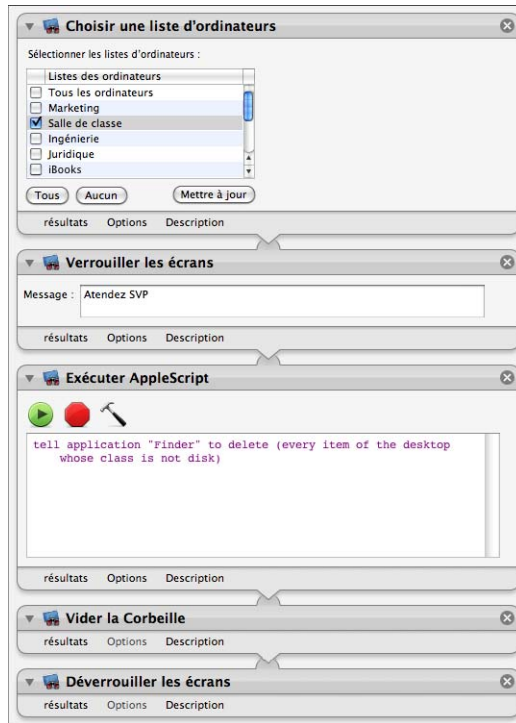 Choisir une liste d'ordinateurs
Sélectionner les listes d'ordinateurs :
Listes des ordinateurs
Tous les ordinateurs
Marketing
Salle de classe
Ingénierie
Juridique
iBooks
Tous Aucun Mettre à jour
résultats Options Description
Verrouiller les écrans
Message : Atendez SVP
résultats Options Description
Exécuter AppleScript
tell application "Finder" to delete (every item of the desktop
whose class is not disk)
résultats Options Description
Vider la Corbeille
résultats Options Description
Déverrouiller les écrans
résultats Options Description